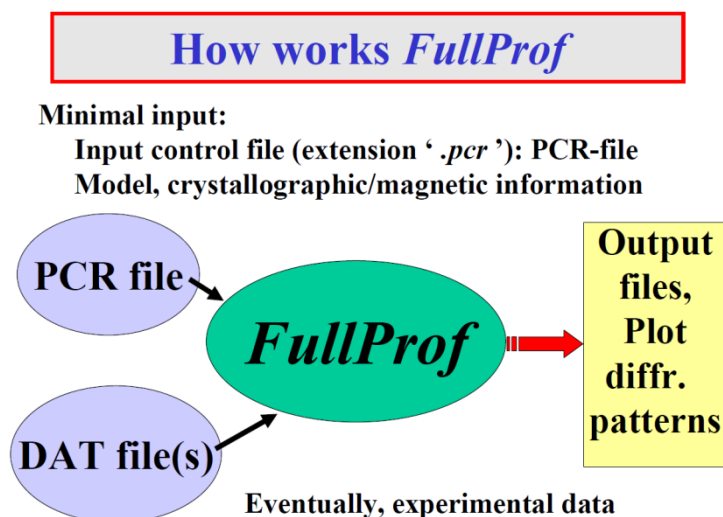 How works FullProf
Minimal input:
Input control file (extension ‘ .pcr ’): PCR-file
Model, crystallographic/magnetic information
PCR file
DAT file(s)
FullProf
Output
files,
Plot
diffr.
patterns
Eventually, experimental data